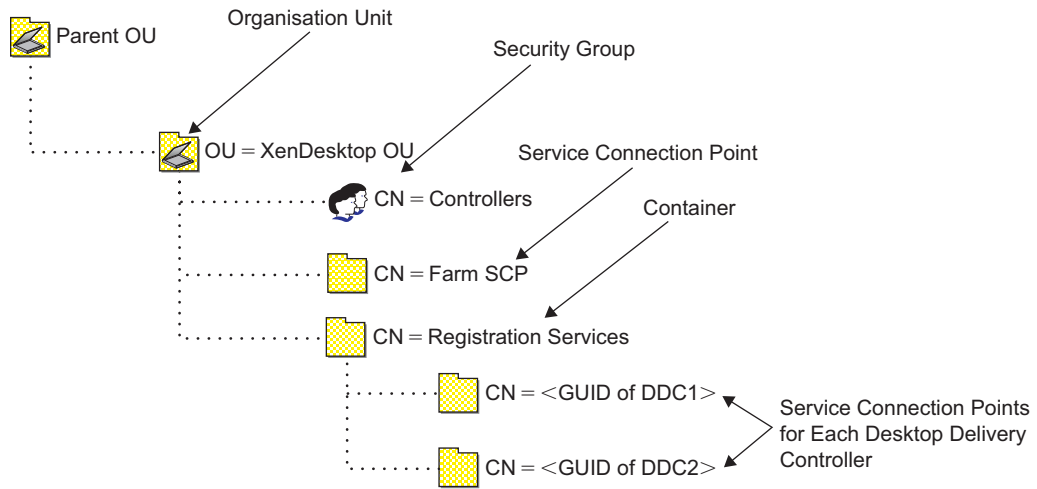 Organisation Unit
Parent OU
Security Group
OU = XenDesktop OU
Service Connection Point
CN = Controllers
Container
CN = Farm SCP
CN = Registration Services
CN = <GUID of DDC1>
Service Connection Points
for Each Desktop Delivery
Controller
CN = <GUID of DDC2>